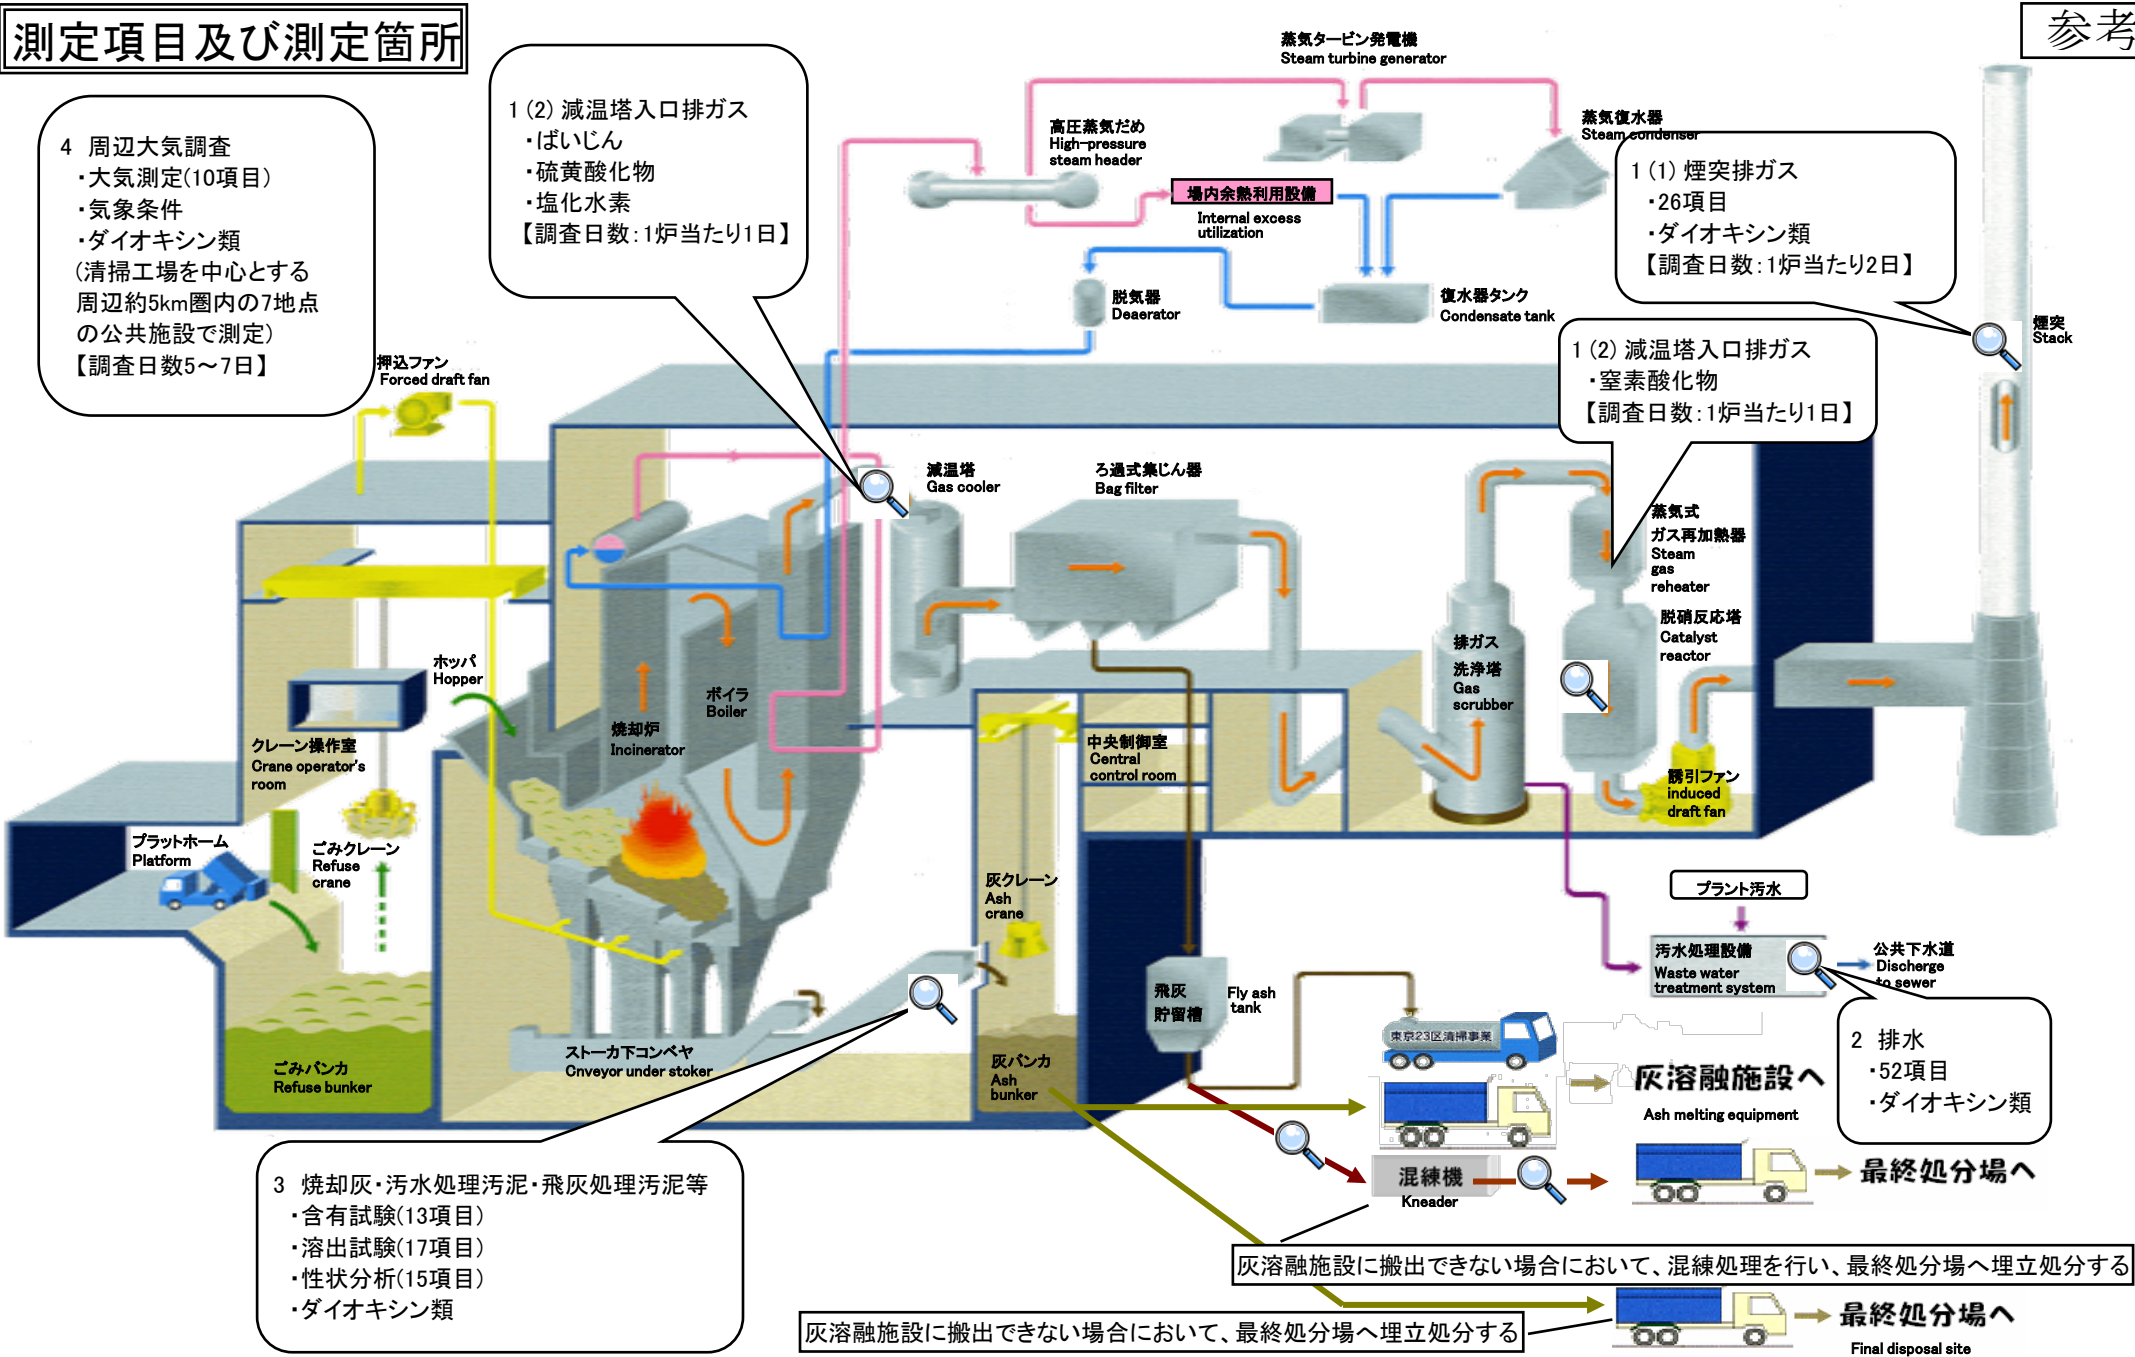 測定項目及び測定箇所
参考
4 周辺大気調査
・大気測定(10項目)
・気象条件
・ダイオキシン類
(清掃工場を中心とする
周辺約5km圏内の7地点
の公共施設で測定)
【調査日数5～7日】
1 (2) 減温塔入口排ガス
・ばいじん
・硫黄酸化物
・塩化水素
【調査日数：1炉当たり1日】
蒸気タービン発電機
Steam turbine generator
高圧蒸気だめ
High-pressure
steam header
蒸気復水器
Steam condenser
場内余熱利用設備
Internal excess
utilization
1 (1) 煙突排ガス
・26項目
・ダイオキシン類
【調査日数：1炉当たり2日】
脱気器
Deaerator
復水器タンク
Condensate tank
煙突
Stack
1 (2) 減温塔入口排ガス
・窒素酸化物
【調査日数：1炉当たり1日】
押込ファン
Forced draft fan
減温塔
Gas cooler
ろ過式集じん器
Bag filter
蒸気式
ガス再加熱器
Steam
gas
reheater
脱硝反応塔
Catalyst
reactor
排ガス
洗浄塔
Gas
scrubber
ホッパ
Hopper
ボイラ
Boiler
焼却炉
Incinerator
クレーン操作室
Crane operator's
room
中央制御室
Central
control room
誘引ファン
induced
draft fan
プラットホーム
Platform
ごみクレーン
Refuse
crane
灰クレーン
Ash
crane
プラント汚水
汚水処理設備
Waste water
treatment system
公共下水道
Discharge
to sewer
飛灰
貯留槽
Fly ash
tank
東京23区清掃事業
2 排水
・52項目
・ダイオキシン類
ごみバンカ
Refuse bunker
ストーカ下コンベヤ
Cnveyor under stoker
灰バンカ
Ash
bunker
灰溶融施設へ
Ash melting equipment
混練機
Kneader
最終処分場へ
3 焼却灰・汚水処理汚泥・飛灰処理汚泥等
・含有試験(13項目)
・溶出試験(17項目)
・性状分析(15項目)
・ダイオキシン類
灰溶融施設に搬出できない場合において、混練処理を行い、最終処分場へ埋立処分する
灰溶融施設に搬出できない場合において、最終処分場へ埋立処分する
最終処分場へ
Final disposal site